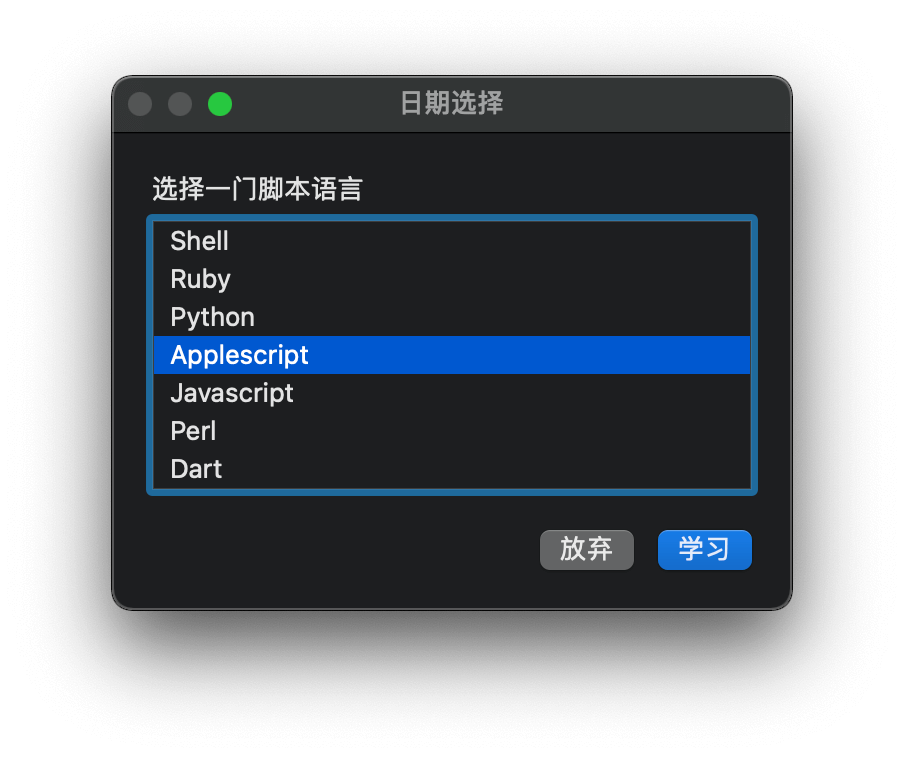 日期选择
选择一门脚本语言
Shell
Ruby
Python
Applescript
Javascript
Perl
Dart
放弃 学习